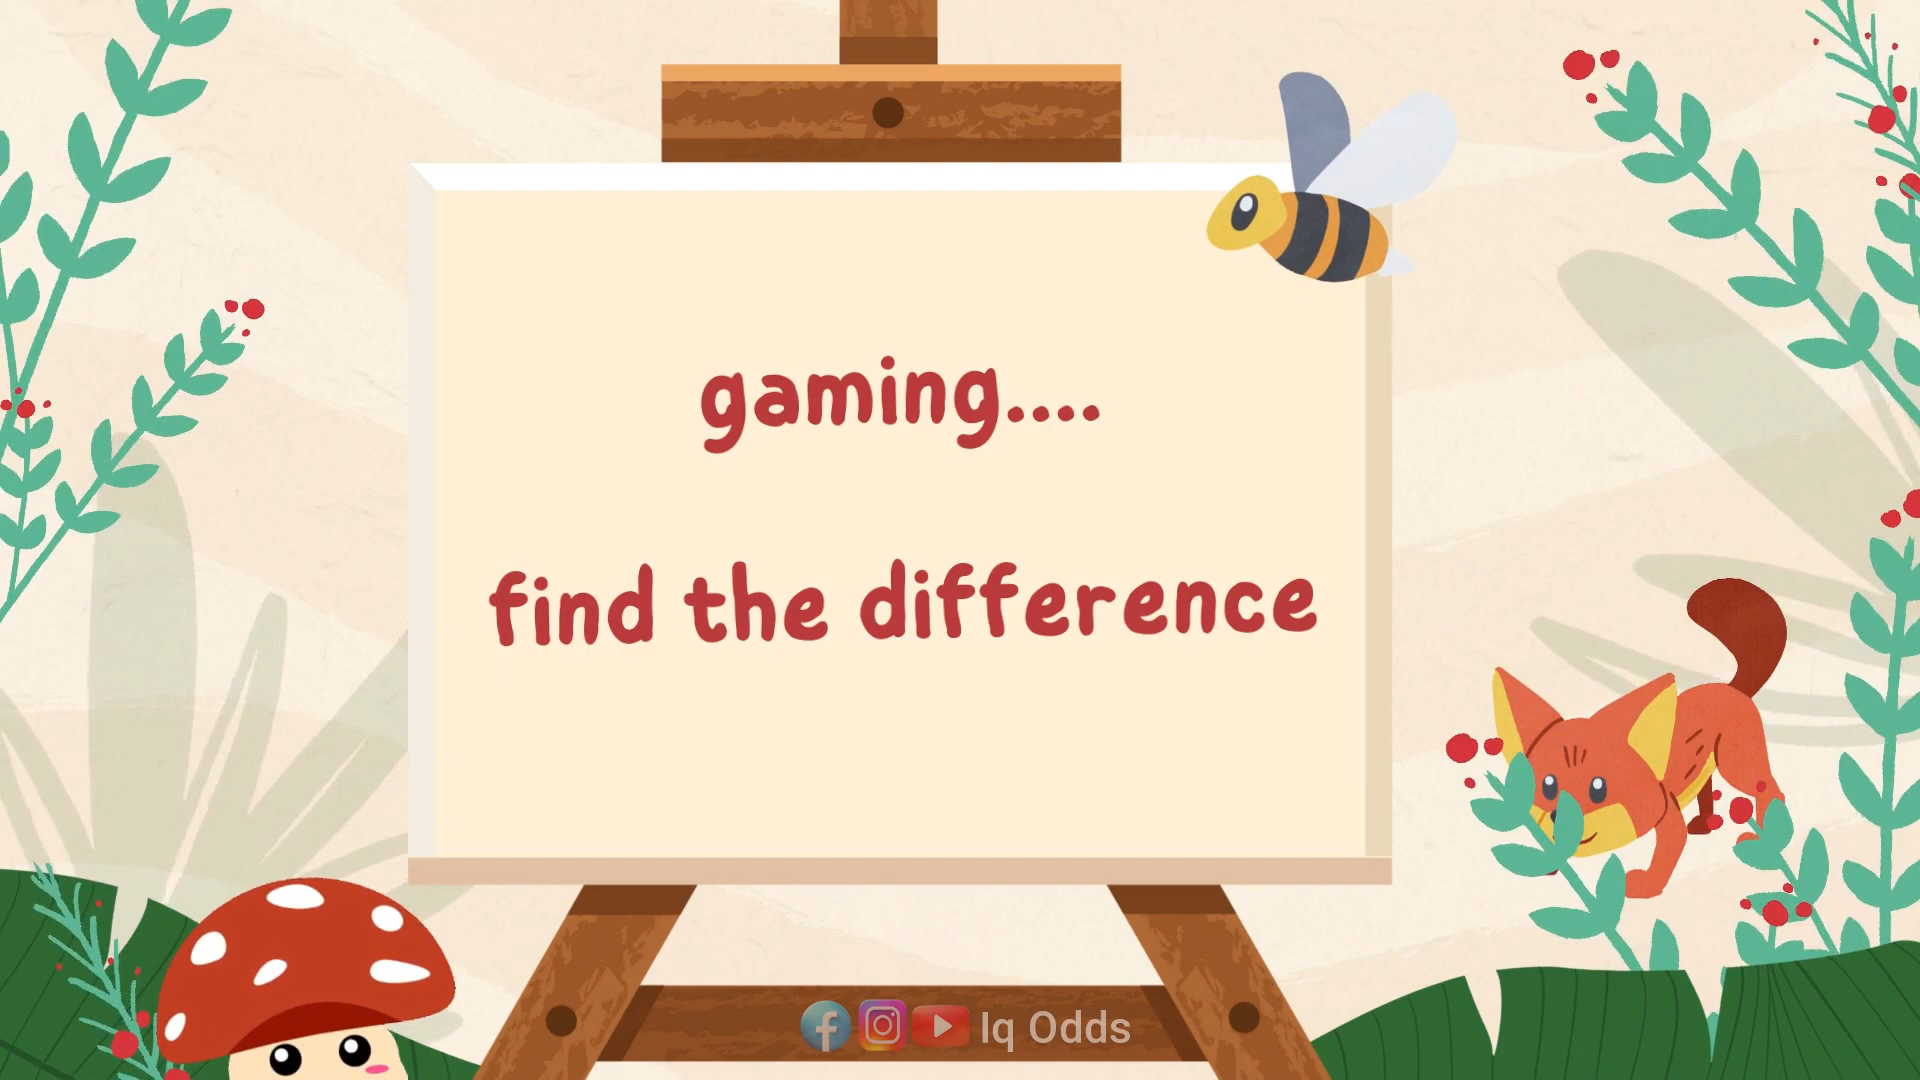 gaming....
find the difference
Iq Odds